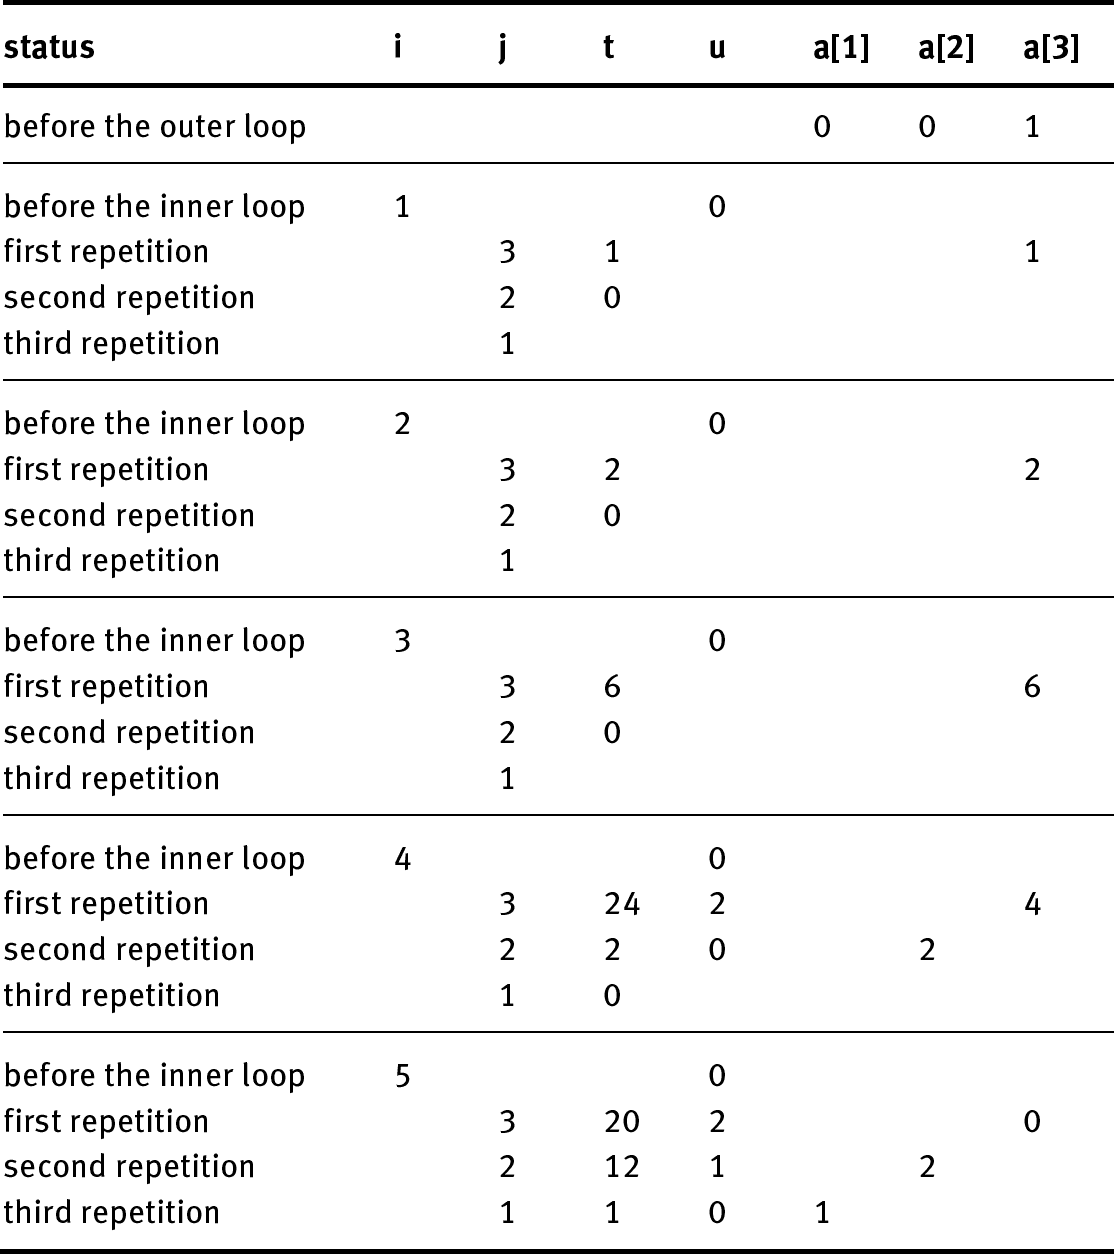 status i j t u a[1] a[2] a[3]
before the outer loop 0 0 1
before the inner loop 1 0
first repetition 3 1 1
second repetition 2 0
third repetition 1
before the inner loop 2 0
first repetition 3 2 2
second repetition 2 0
third repetition 1
before the inner loop 3 0
first repetition 3 6 6
second repetition 2 0
third repetition 1
before the inner loop 4 0
first repetition 3 24 2 4
second repetition 2 2 0 2
third repetition 1 0
before the inner loop 5 0
first repetition 3 20 2 0
second repetition 2 12 1 2
third repetition 1 1 0 1